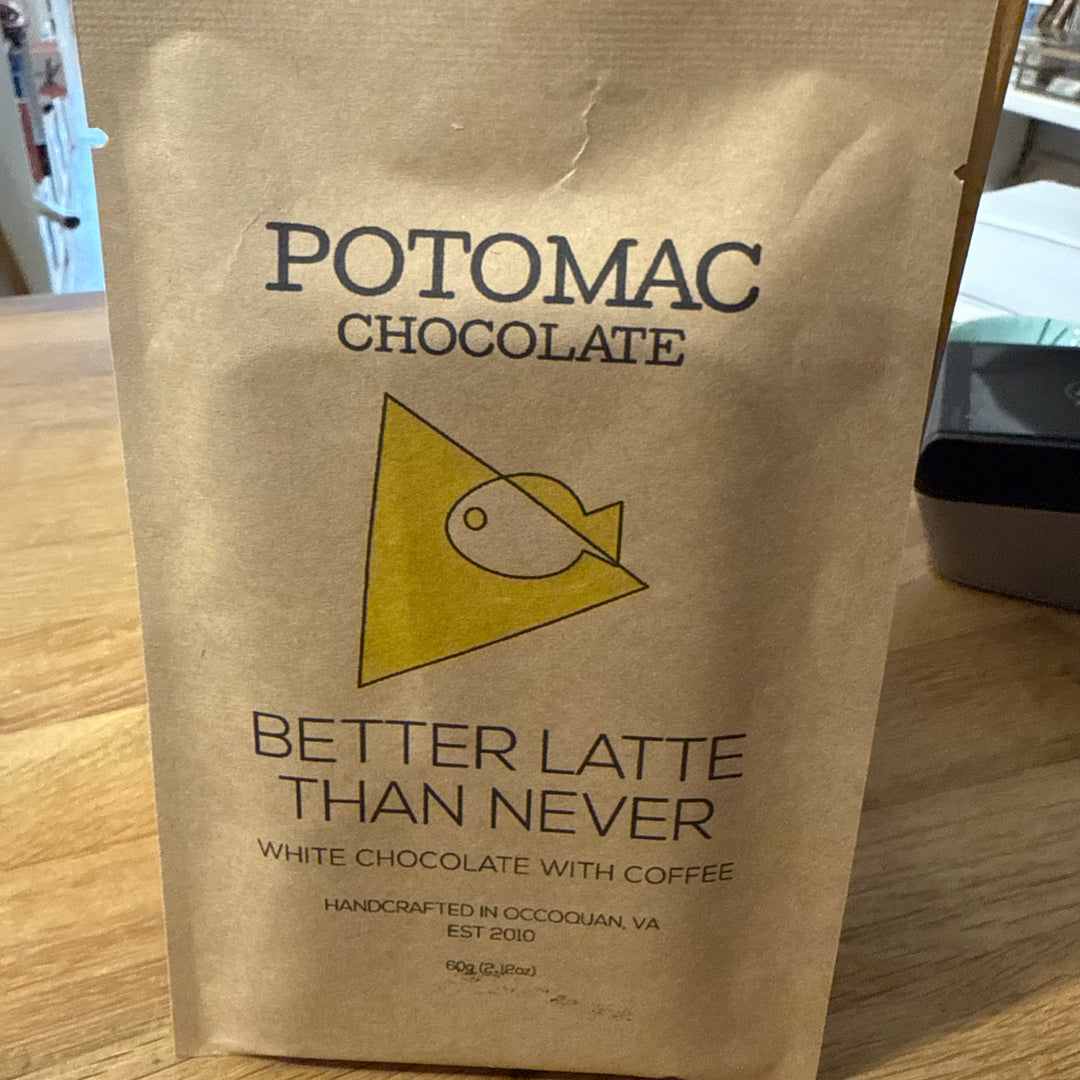 POTOMAC
CHOCOLATE
BETTER LATTE
THAN NEVER
WHITE CHOCOLATE WITH COFFEE
HANDCRAFTED IN OCCOQUAN, VA
EST 2010
60g (2.12oz)